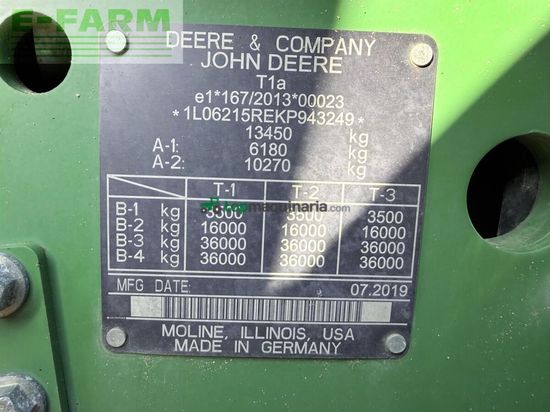 E-FARM
DEERE & COMPANY
JOHN DEERE
T1a
e1*167/2013*00023
*1L06215REKP943249*
13450 kg
A-1: 6180 kg
A-2: 10270 kg
T-1 T-2 T-3
B-1 kg 3500 3500 3500
B-2 kg 16000 16000 16000
B-3 kg 36000 36000 36000
B-4 kg 36000 36000 36000
topmaquinaria.com
MFG DATE: 07.2019
MOLINE, ILLINOIS, USA
MADE IN GERMANY